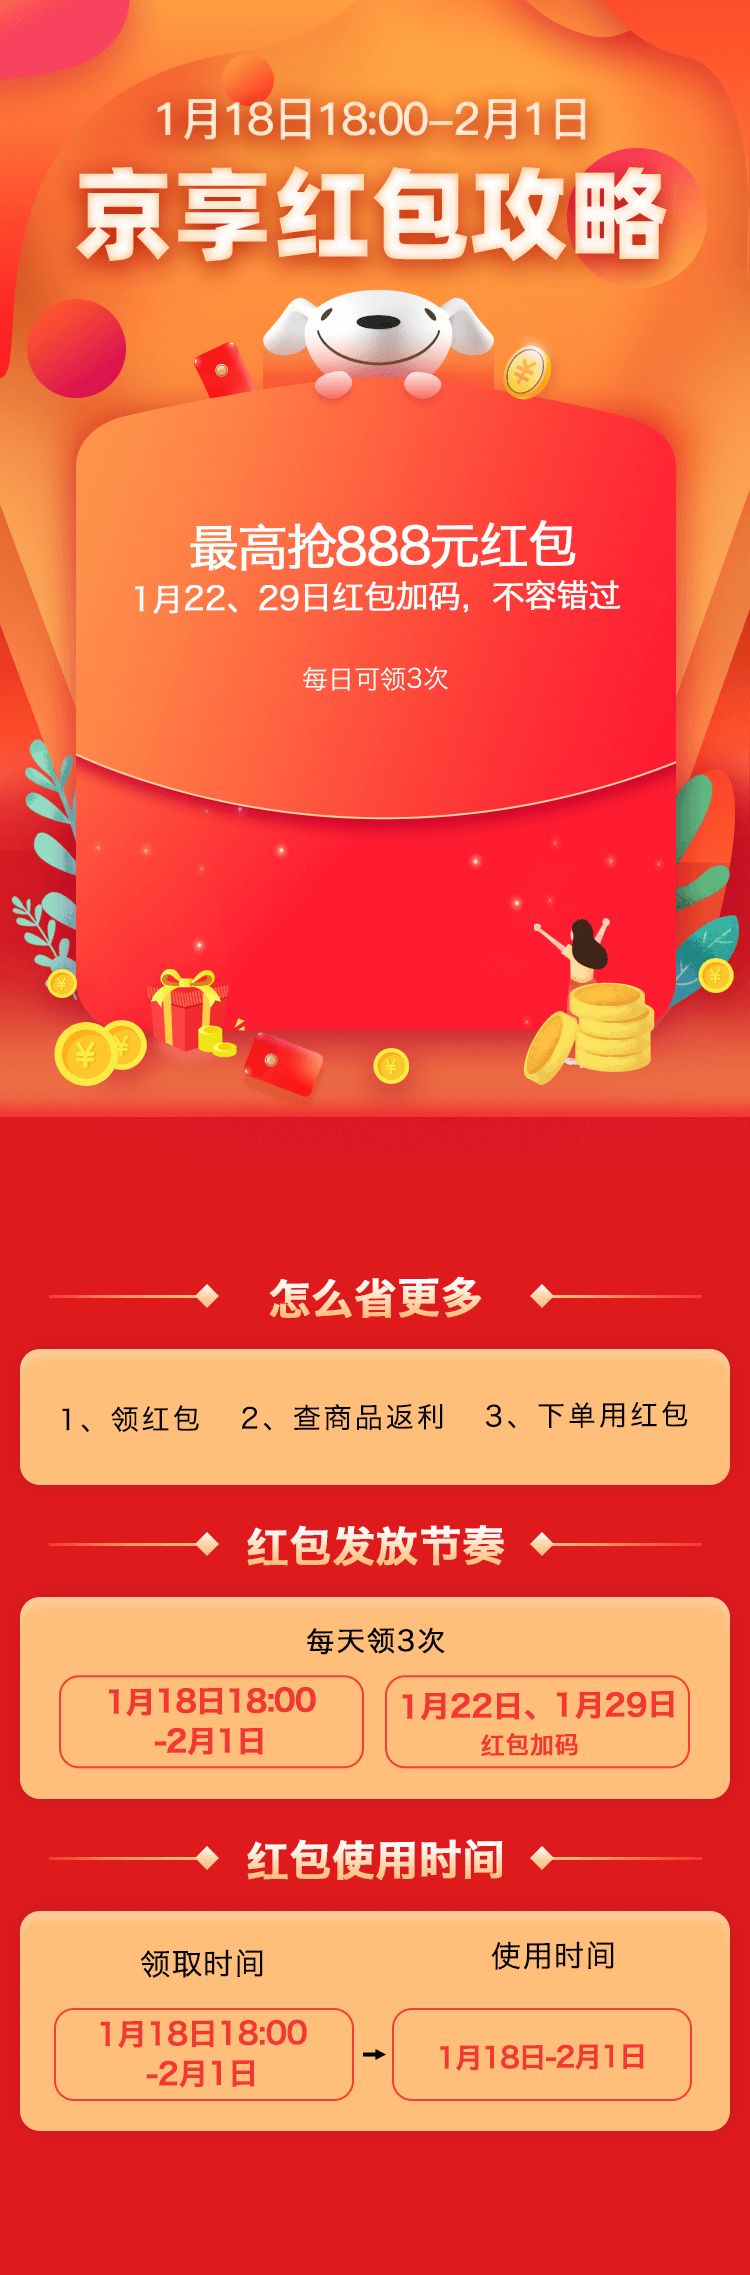 1月18日18:00-2月1日
京享红包攻略
最高抢888元红包
1月22、29日红包加码，不容错过
每日可领3次
怎么省更多
1、领红包 2、查商品返利 3、下单用红包
红包发放节奏
每天领3次
1月18日18:00
-2月1日
1月22日、1月29日
红包加码
红包使用时间
领取时间
使用时间
1月18日18:00
-2月1日
1月18日-2月1日